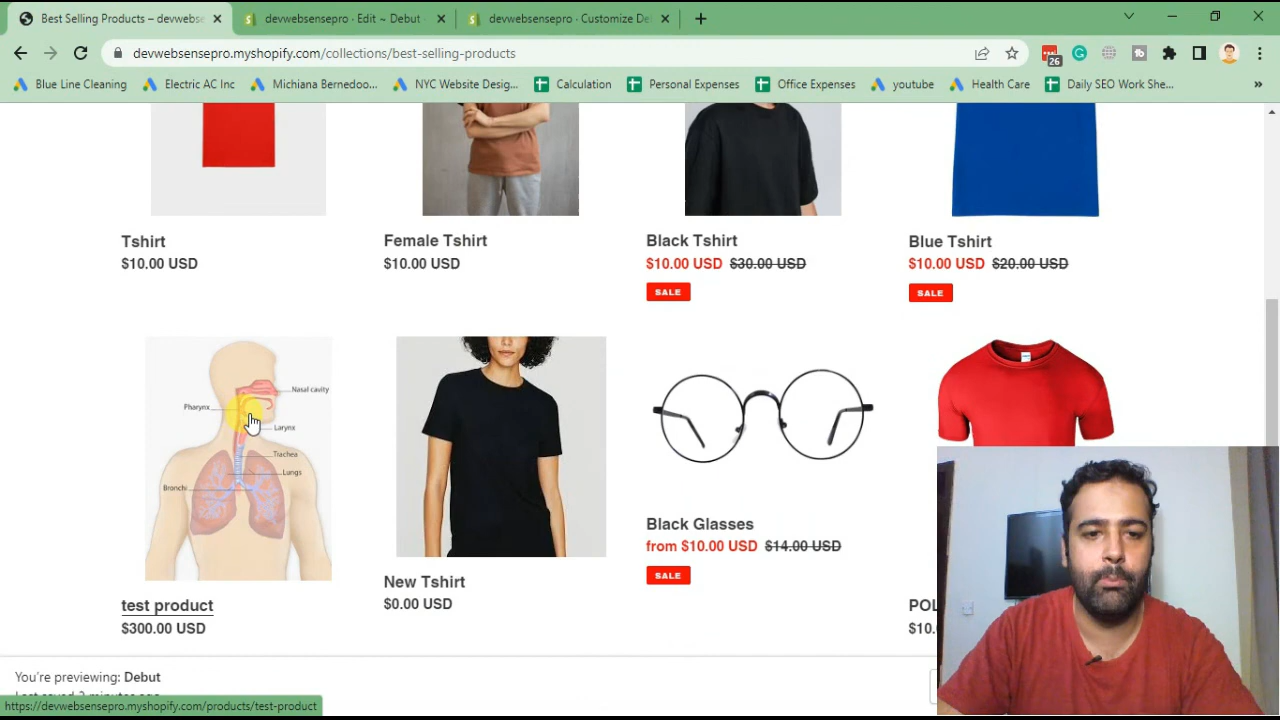 Best Selling Products – devwebse
devwebsensepro · Edit ~ Debut
devwebsensepro · Customize De
devwebsensepro.myshopify.com/collections/best-selling-products
26
Blue Line Cleaning
Electric AC Inc
Michiana Bernedoo...
NYC Website Desig...
Calculation
Personal Expenses
Office Expenses
youtube
Health Care
Daily SEO Work She...
»
Tshirt
$10.00 USD
Female Tshirt
$10.00 USD
Black Tshirt
$10.00 USD $30.00 USD
SALE
Blue Tshirt
$10.00 USD $20.00 USD
SALE
Nasal cavity
Pharynx
Larynx
Trachea
Lungs
Bronchi
test product
$300.00 USD
New Tshirt
$0.00 USD
Black Glasses
from $10.00 USD $14.00 USD
SALE
POL
$10.
You're previewing: Debut
https://devwebsensepro.myshopify.com/products/test-product